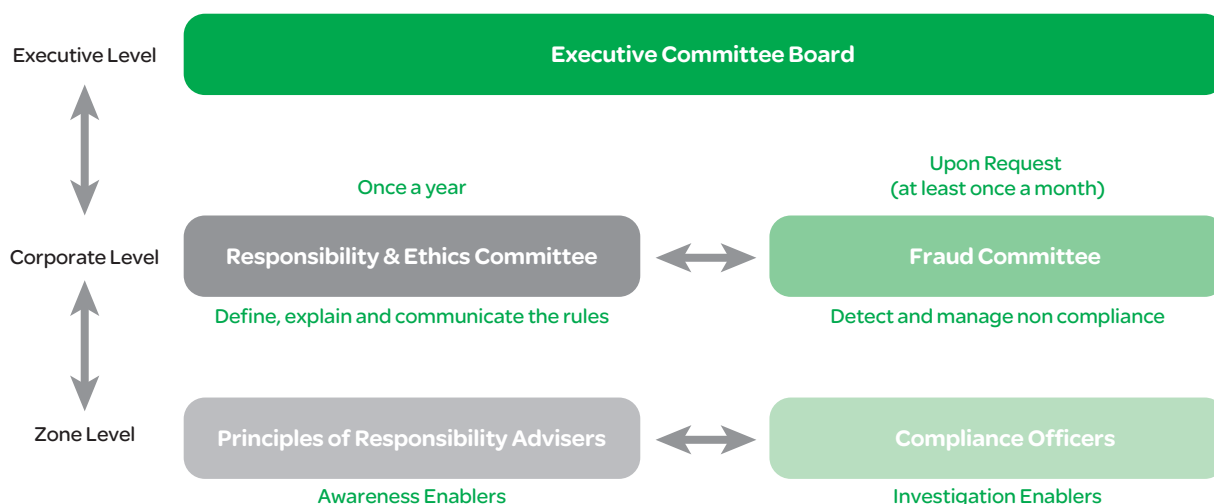 Executive Level
Executive Committee Board
Once a year
Upon Request
(at least once a month)
Corporate Level
Responsibility & Ethics Committee
Fraud Committee
Define, explain and communicate the rules
Detect and manage non compliance
Zone Level
Principles of Responsibility Advisers
Compliance Officers
Awareness Enablers
Investigation Enablers